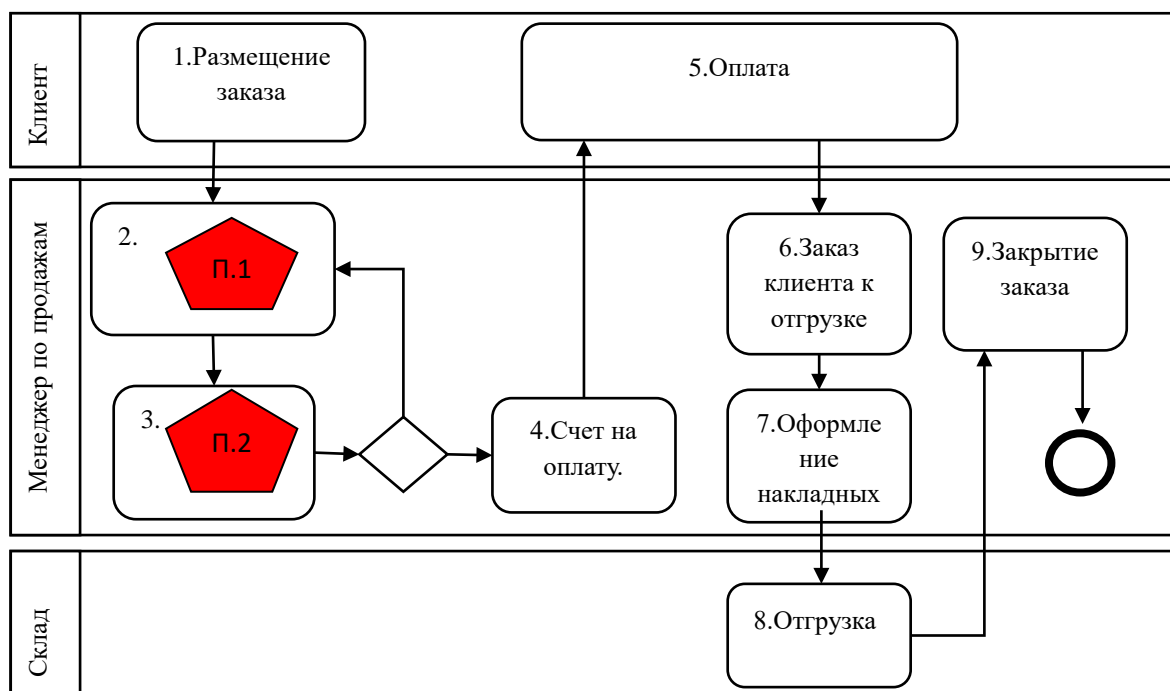 Клиент
1.Размещение
заказа
5.Оплата
Менеджер по продажам
2.
П.1
3.
П.2
4.Счет на
оплату.
6.Заказ
клиента к
отгрузке
7.Оформле
ние
накладных
9.Закрытие
заказа
Склад
8.Отгрузка